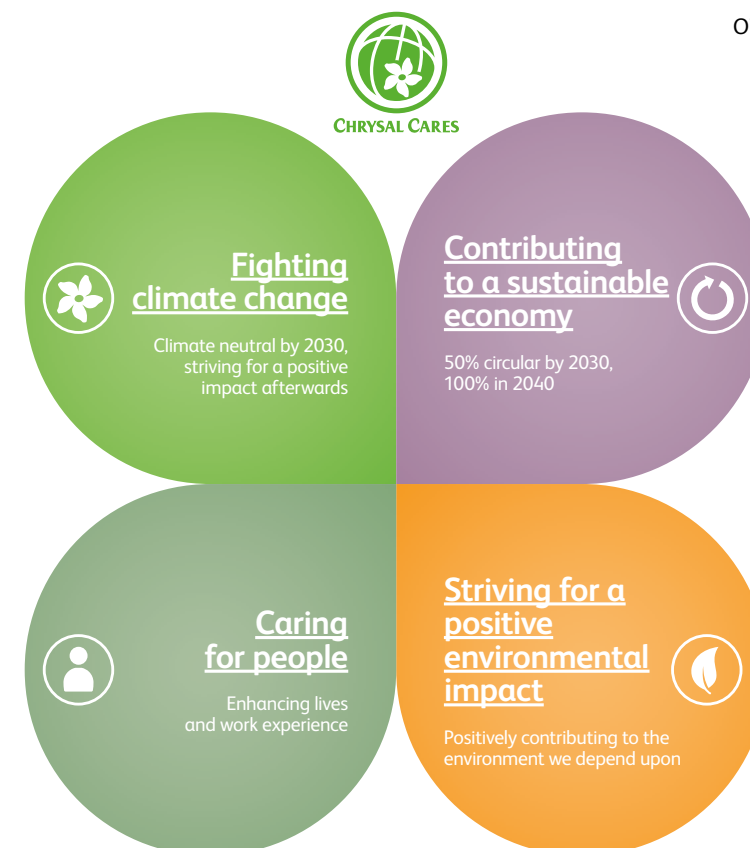 O
CHRYSAL CARES
Fighting
climate change
Climate neutral by 2030,
striving for a positive
impact afterwards
Contributing
to a sustainable
economy
50% circular by 2030,
100% in 2040
Caring
for people
Enhancing lives
and work experience
Striving for a
positive
environmental
impact
Positively contributing to the
environment we depend upon